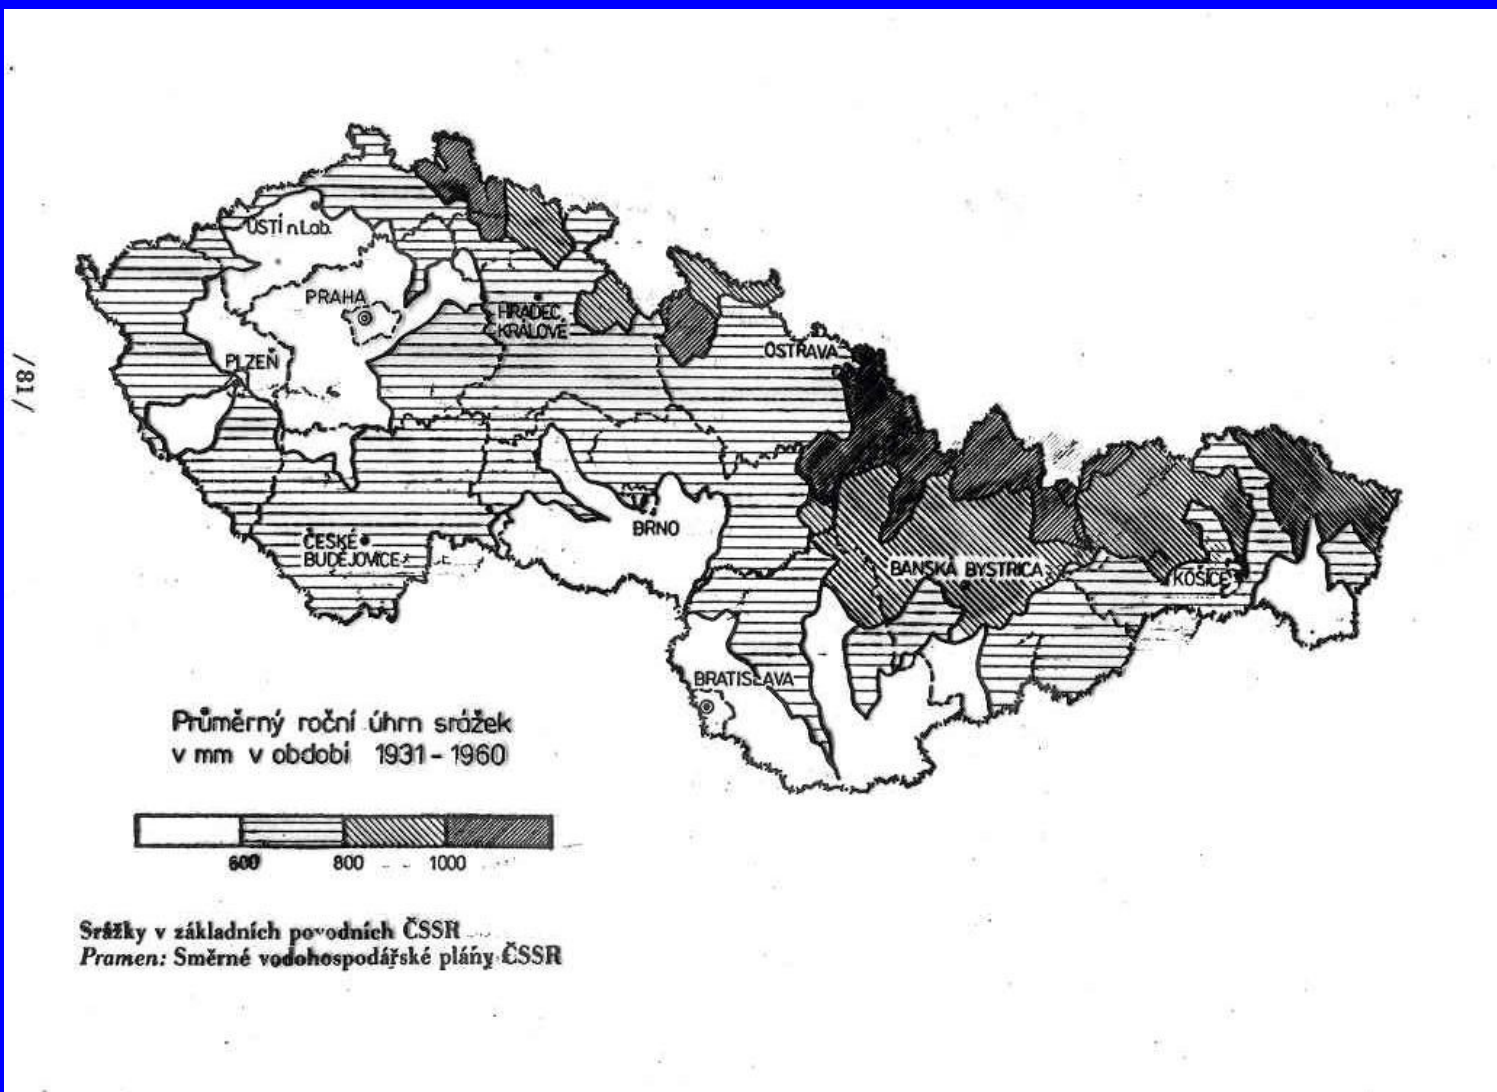 /81/
ÚSTÍ n Lab.
PRAHA
HRADEC
KRÁLOVÉ
PLZEŇ
OSTRAVA
BRNO
ČESKÉ
BUDĚJOVICE
BANSKÁ BYSTRICA
KOŠICE
BRATISLAVA
Průměrný roční úhrn srážek
v mm v období 1931 - 1960
600 800 1000
Srážky v základních povodních ČSSR
Pramen: Směrné vodohospodářské plány ČSSR